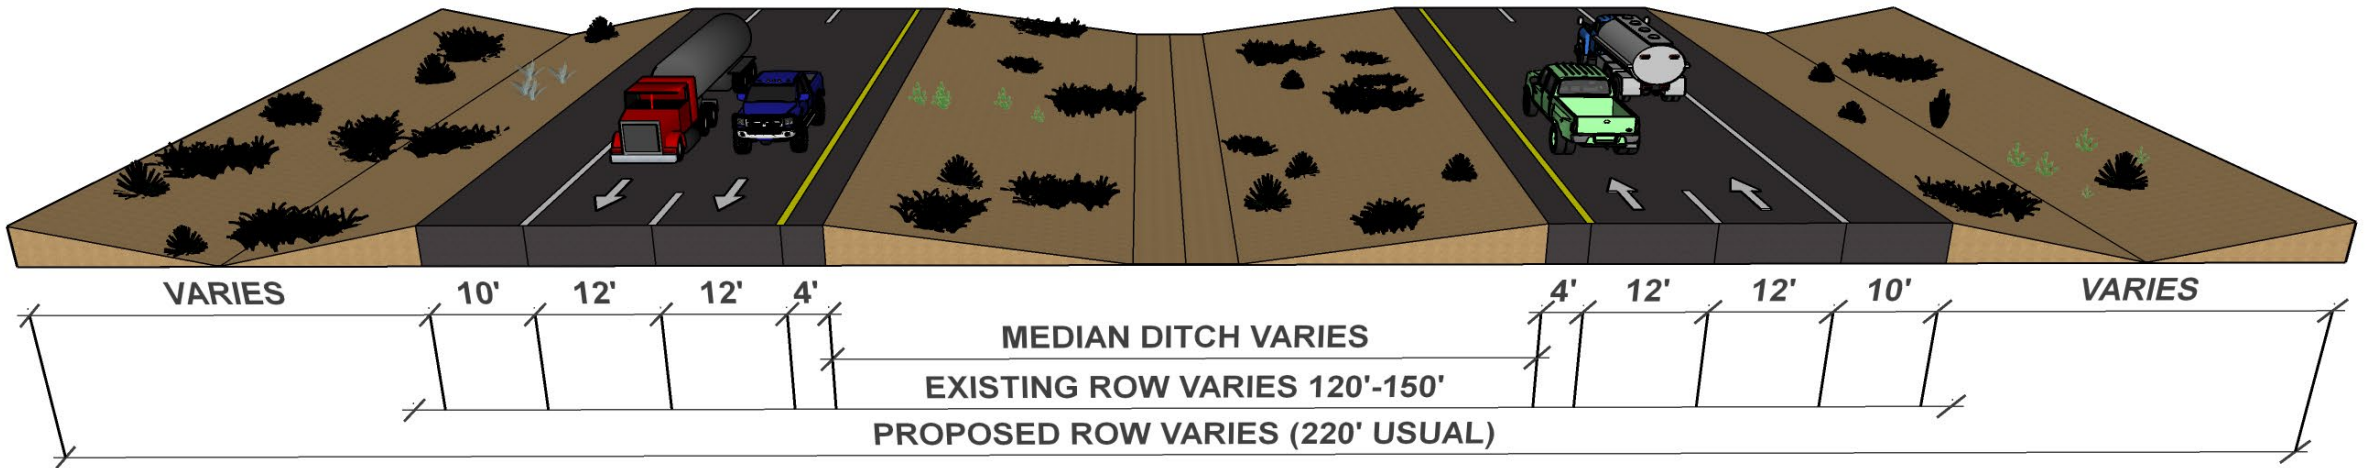 VARIES 10' 12' 12' 4' 4' 12' 12' 10' VARIES
MEDIAN DITCH VARIES
EXISTING ROW VARIES 120'-150'
PROPOSED ROW VARIES (220' USUAL)